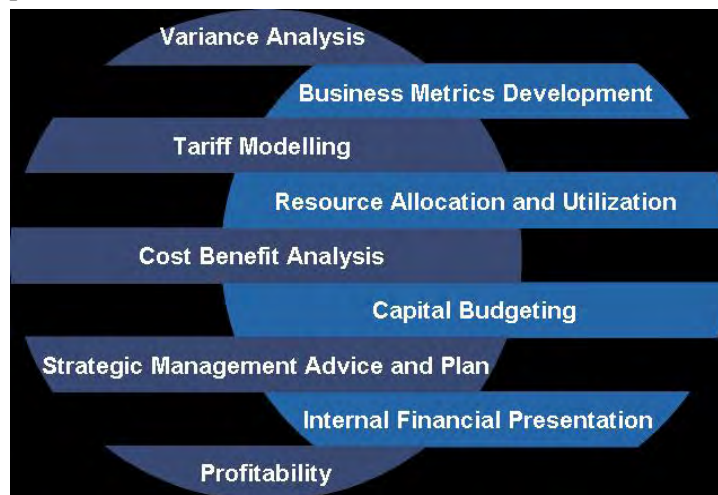 Variance Analysis
Business Metrics Development
Tariff Modelling
Resource Allocation and Utilization
Cost Benefit Analysis
Capital Budgeting
Strategic Management Advice and Plan
Internal Financial Presentation
Profitability